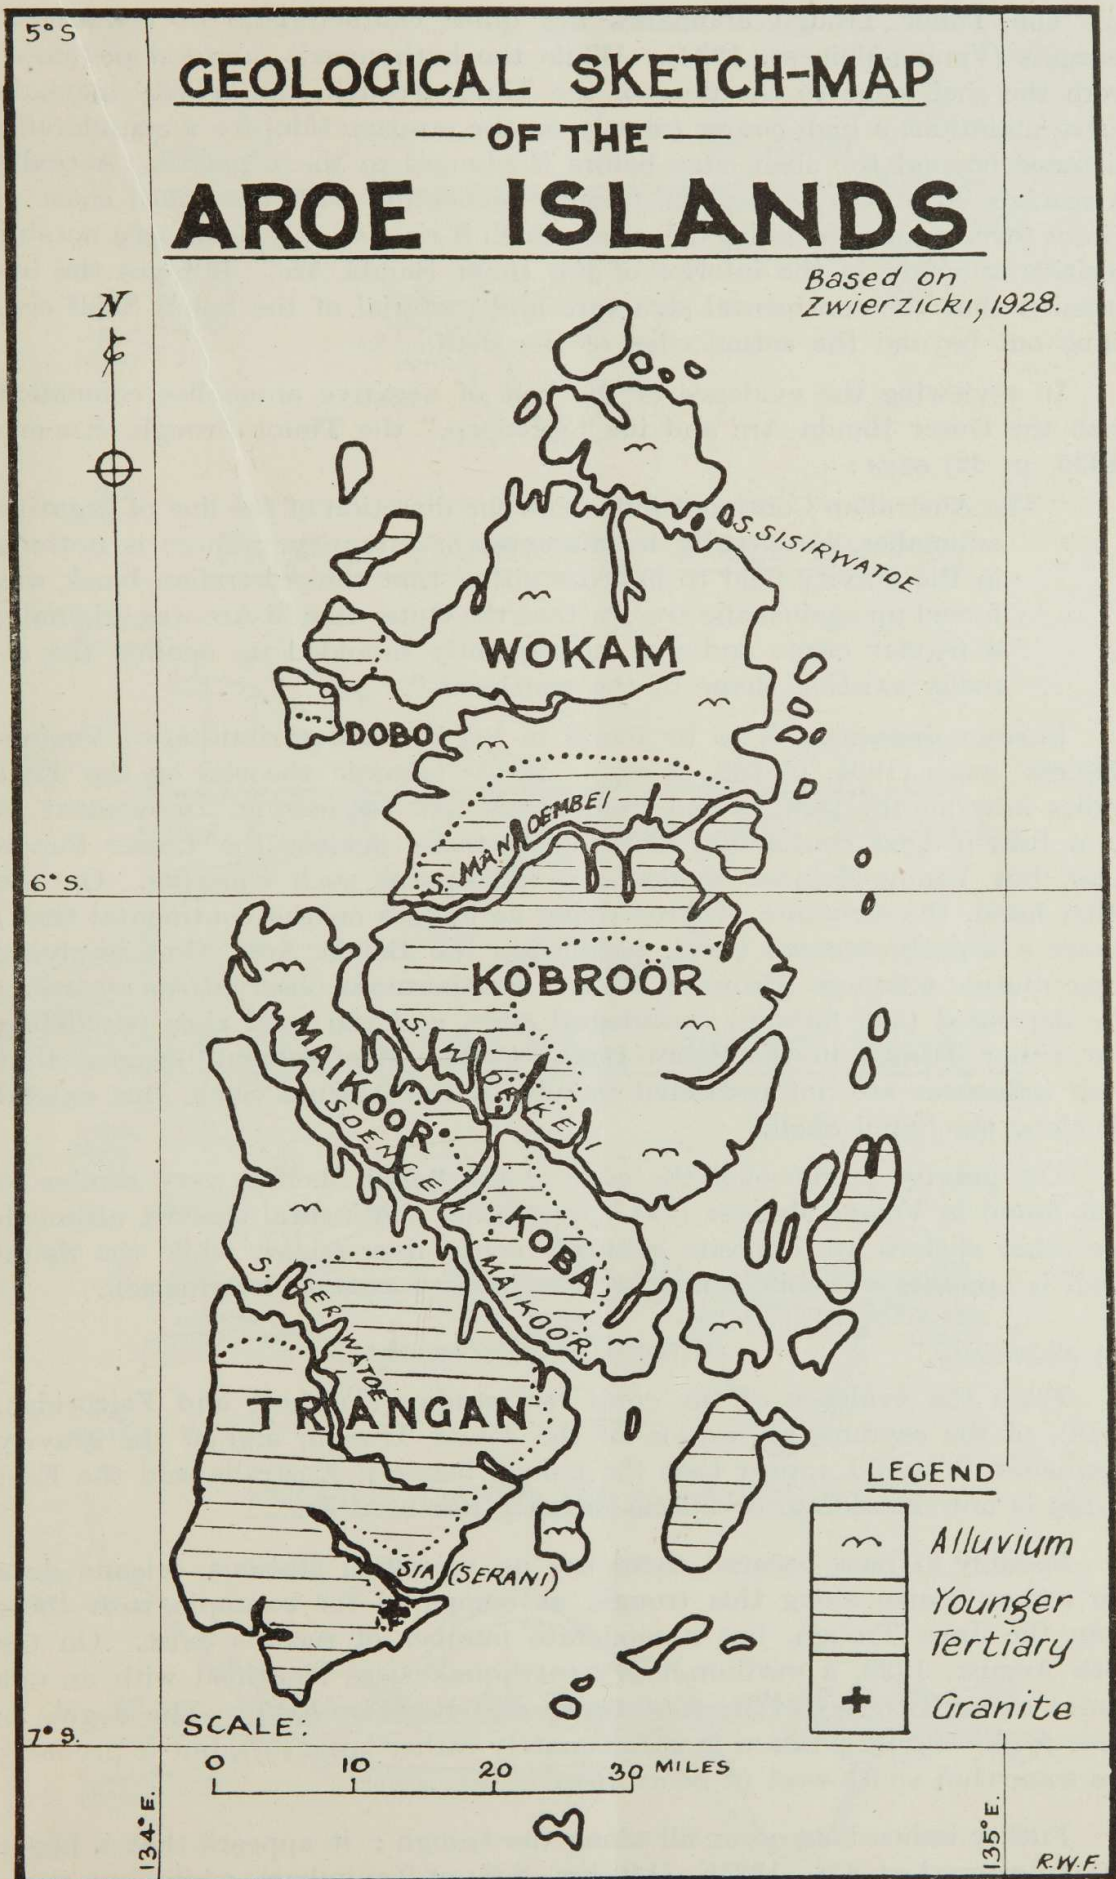 5° S
GEOLOGICAL SKETCH-MAP
OF THE
AROE ISLANDS
Based on
Zwierzicki, 1928.
N
S. SISIRWATOE
WOKAM
DOBO
S. MANOEMBEI
6° S.
KOBROÖR
S. WORKEI
MAIKOOR
SOENGEI
KOBA
MAIKOOR
S. SERWATOE
TRANGAN
SIA (SERANI)
LEGEND
Alluvium
Younger
Tertiary
Granite
7° S.
SCALE:
0 10 20 30 MILES
134° E.
135° E.
R.W.F.